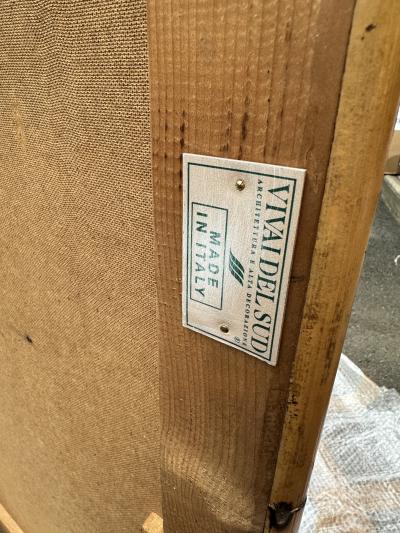 VIVAI DEL SUD
ARCHITETTURA E ALTA DECORAZIONE
®
MADE
IN ITALY